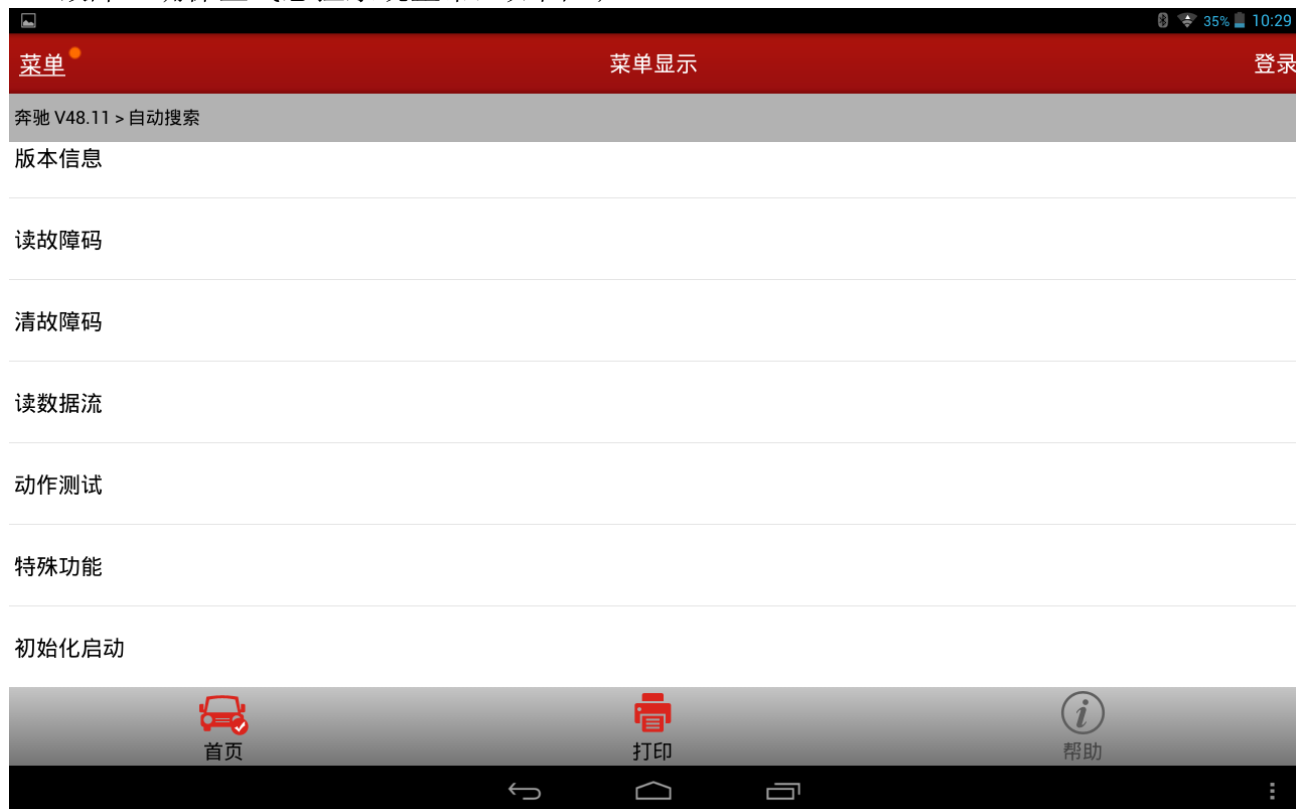 35% 10:29
菜单 菜单显示 登录
奔驰 V48.11 > 自动搜索
版本信息
读故障码
清故障码
读数据流
动作测试
特殊功能
初始化启动
首页 打印 帮助